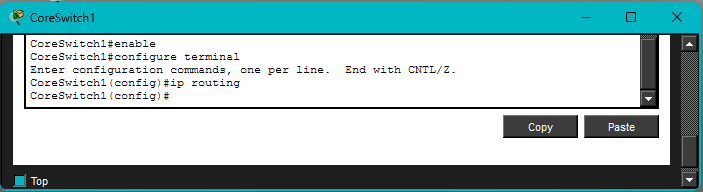 CoreSwitch1
CoreSwitch1#enable
CoreSwitch1#configure terminal
Enter configuration commands, one per line.  End with CNTL/Z.
CoreSwitch1(config)#ip routing
CoreSwitch1(config)#
Copy Paste
Top